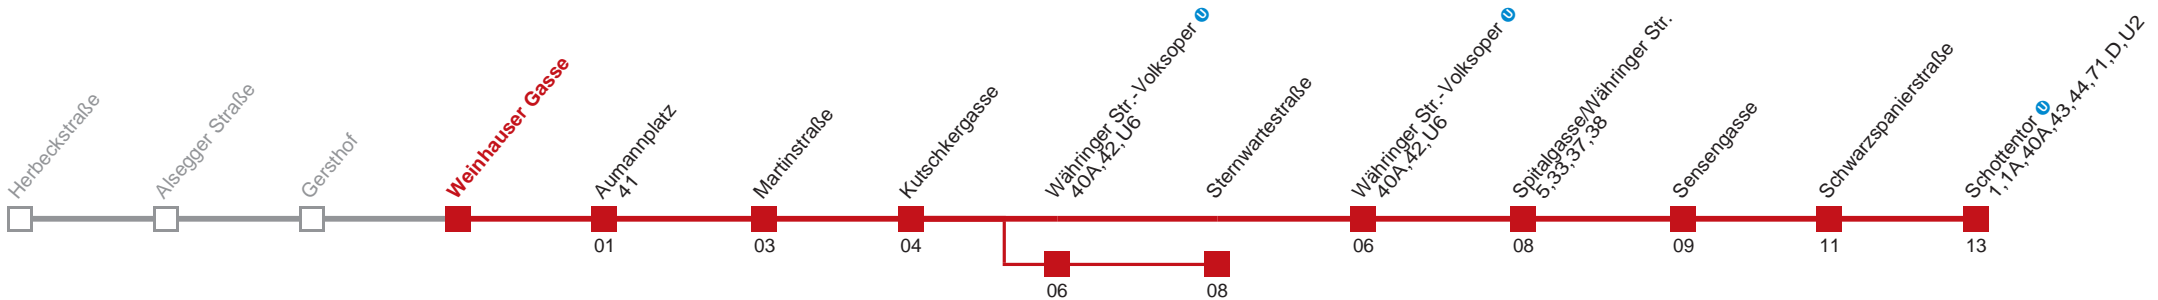 Herbeckstraße
Alsegger Straße
Gersthof
Weinhauser Gasse
Aumannplatz
41
Martinstraße
Kutschkergasse
Währinger Str.-Volksoper U
40A,42,U6
Sternwartestraße
Währinger Str.-Volksoper U
40A,42,U6
Spitalgasse/Währinger Str.
5,33,37,38
Sensengasse
Schwarzspanierstraße
Schottentor U
1,1A,40A,43,44,71,D,U2
01
03
04
06
08
09
11
13
06
08